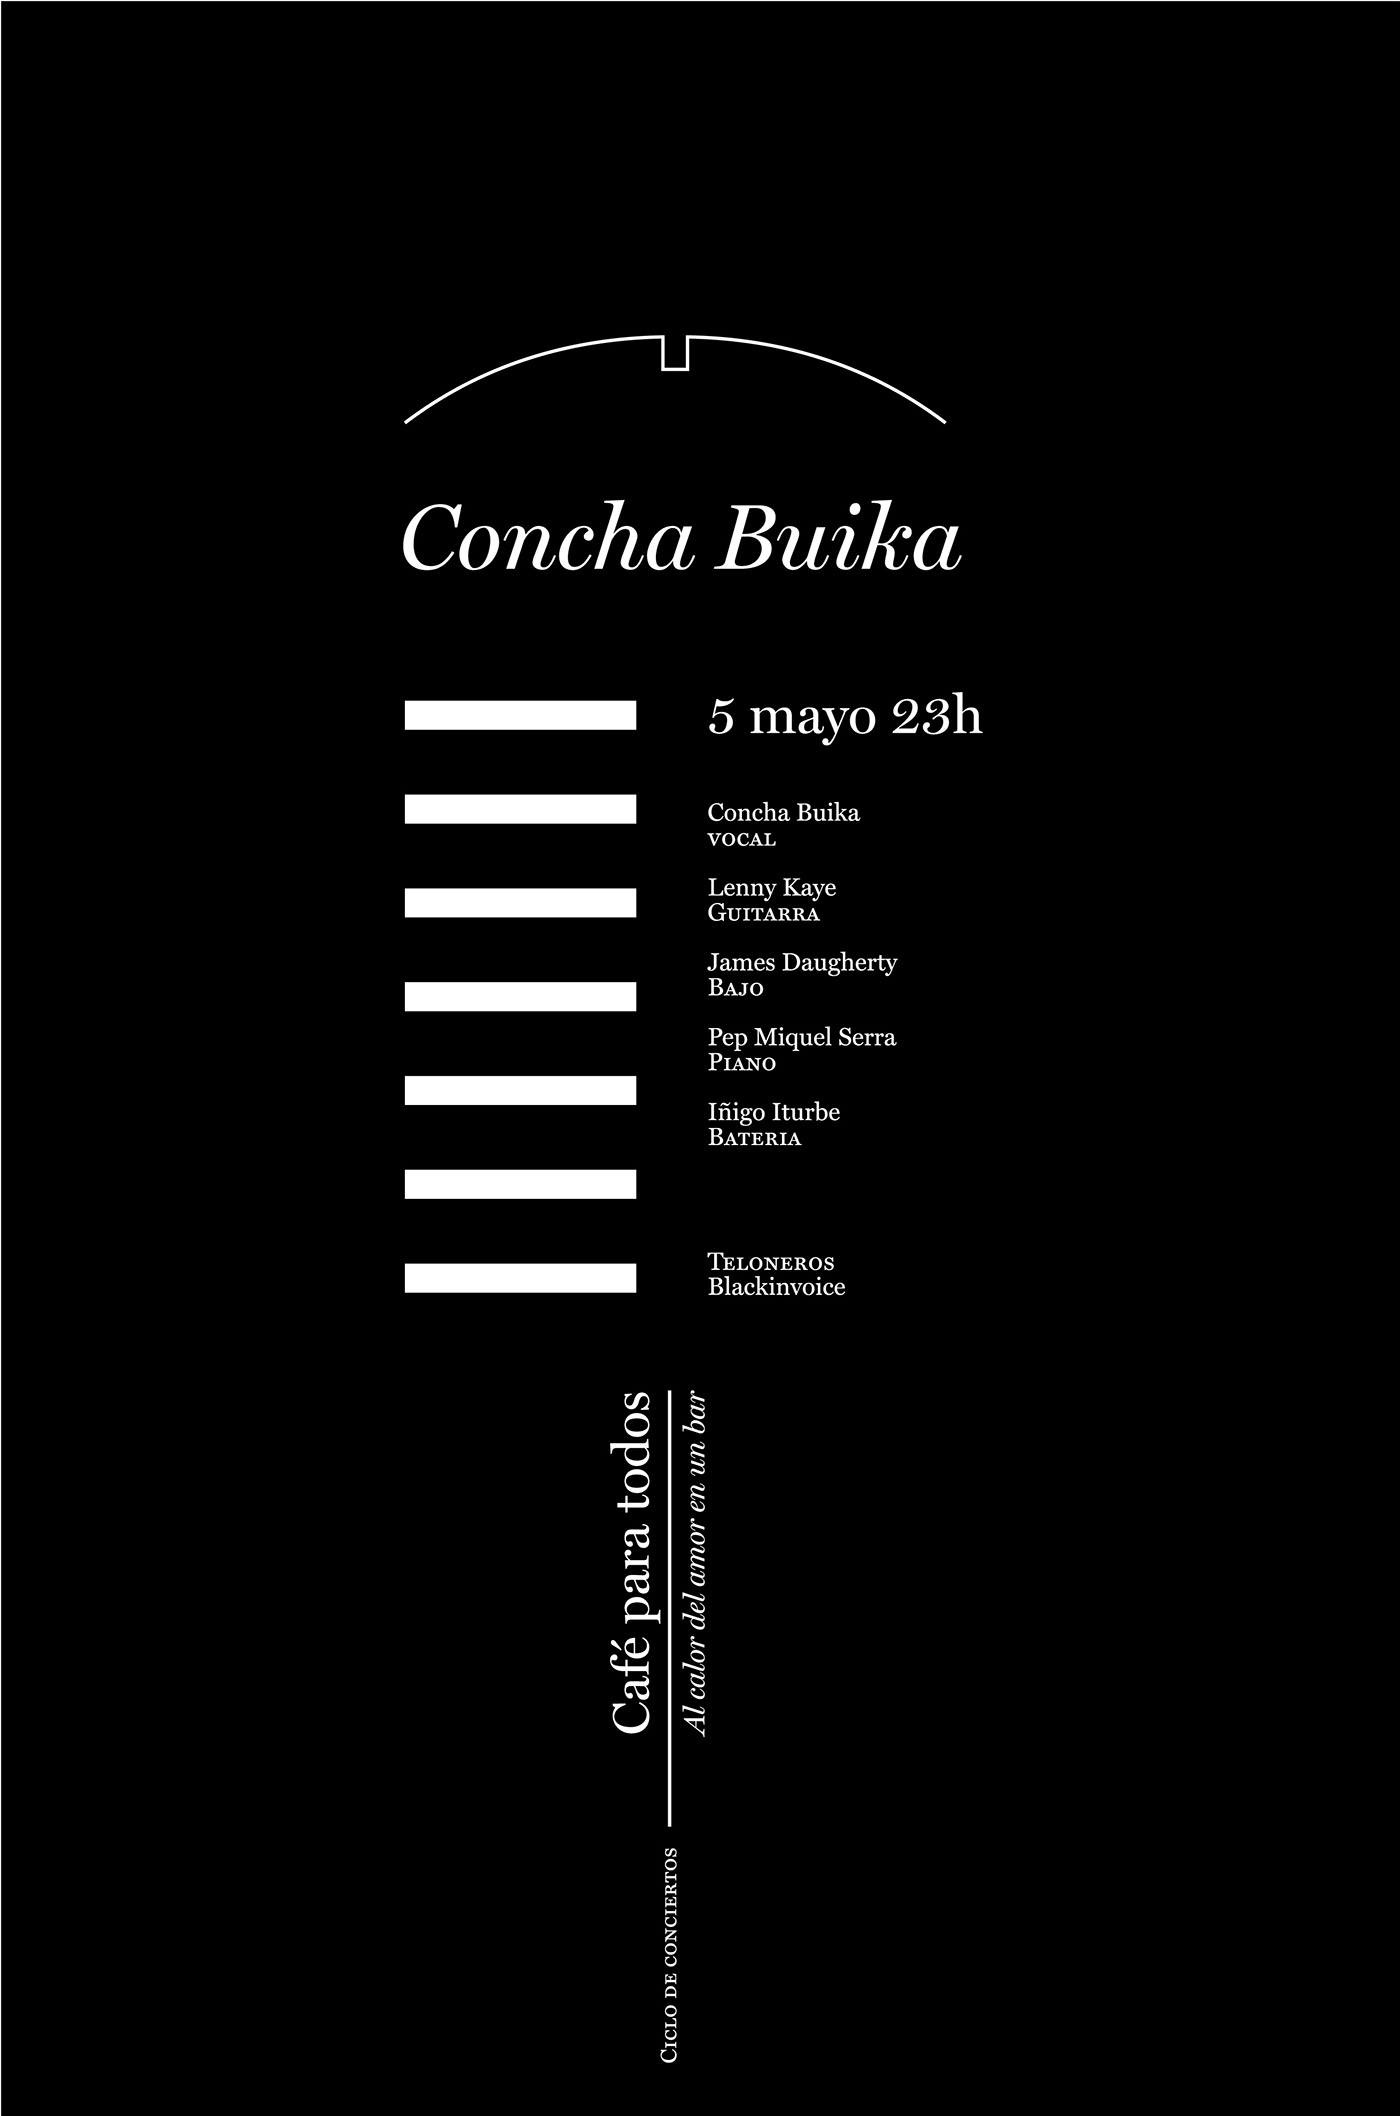 Concha Buika
5 mayo 23h
Concha Buika
VOCAL
Lenny Kaye
GUITARRA
James Daugherty
BAJO
Pep Miquel Serra
PIANO
Iñigo Iturbe
BATERIA
TELONEROS
Blackinvoice
Café para todos
Al calor del amor en un bar
CICLO DE CONCIERTOS